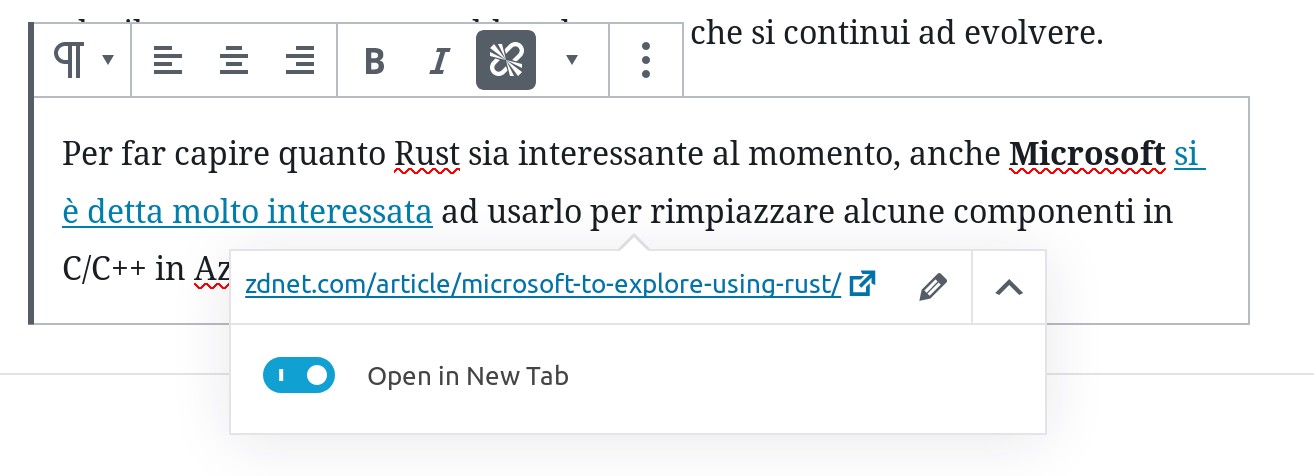 che si continui ad evolvere.
B I
Per far capire quanto Rust sia interessante al momento, anche Microsoft si
è detta molto interessata ad usarlo per rimpiazzare alcune componenti in
C/C++ in Az
zdnet.com/article/microsoft-to-explore-using-rust/
Open in New Tab